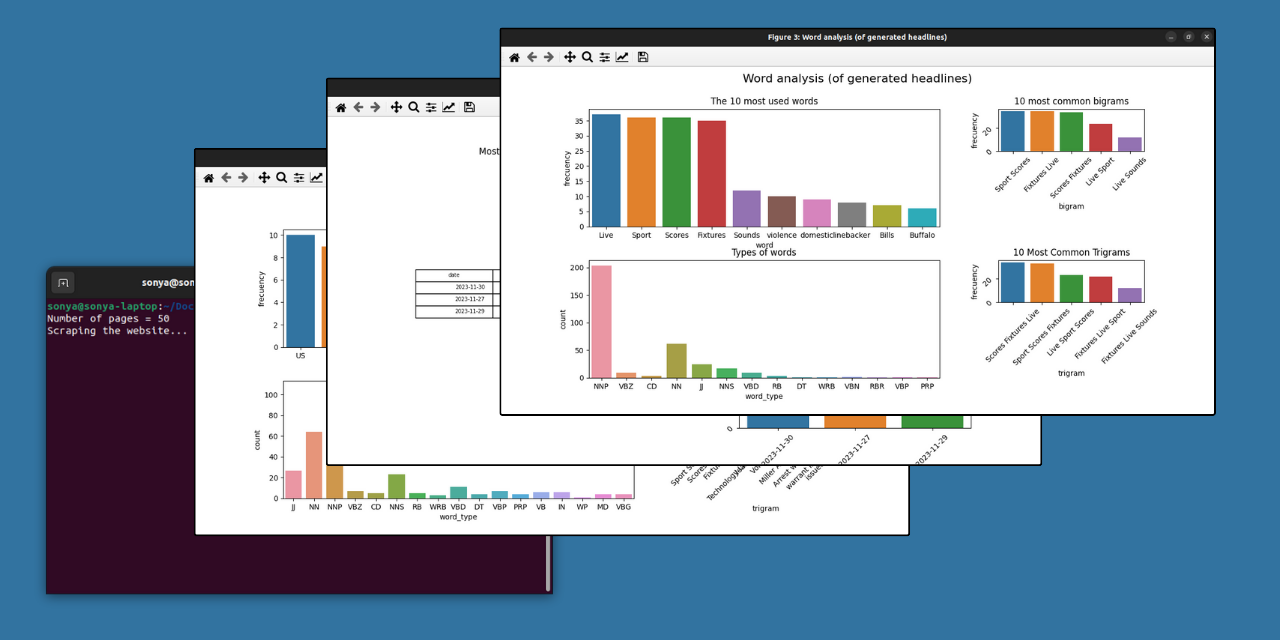 Figure 3: Word analysis (of generated headlines)
Word analysis (of generated headlines)
The 10 most used words
frecuency
35
30
25
20
15
10
5
0
Live Sport Scores Fixtures Sounds violence domestic linebacker Bills Buffalo
word
10 most common bigrams
frecuency
20
0
Sport Scores
Fixtures Live
Scores Fixtures
Live Sport
Live Sounds
bigram
Types of words
count
200
150
100
50
0
NNP VBZ CD NN JJ NNS VBD RB DT WRB VBN RBR VBP PRP
word_type
10 Most Common Trigrams
frecuency
20
0
Scores Fixtures Live
Sport Scores Fixtures
Live Sport Scores
Fixtures Live Sport
Fixtures Live Sounds
trigram
Most
date
2023-11-30
2023-11-27
2023-11-29
0
2023-11-30
2023-11-27
2023-11-29
frecuency
10
8
6
4
2
0
US
count
100
80
60
40
20
0
JJ NN NNP VBZ CD NNS RB WRB VBD DT VBP PRP VB IN WP MD VBG
word_type
Sport S
Scores
Fixtu
Technology
Vo
Miller
Arrest w
warrant
issue
trigram
sonya@son
sonya@sonya-laptop:~/Doc
Number of pages = 50
Scraping the website...